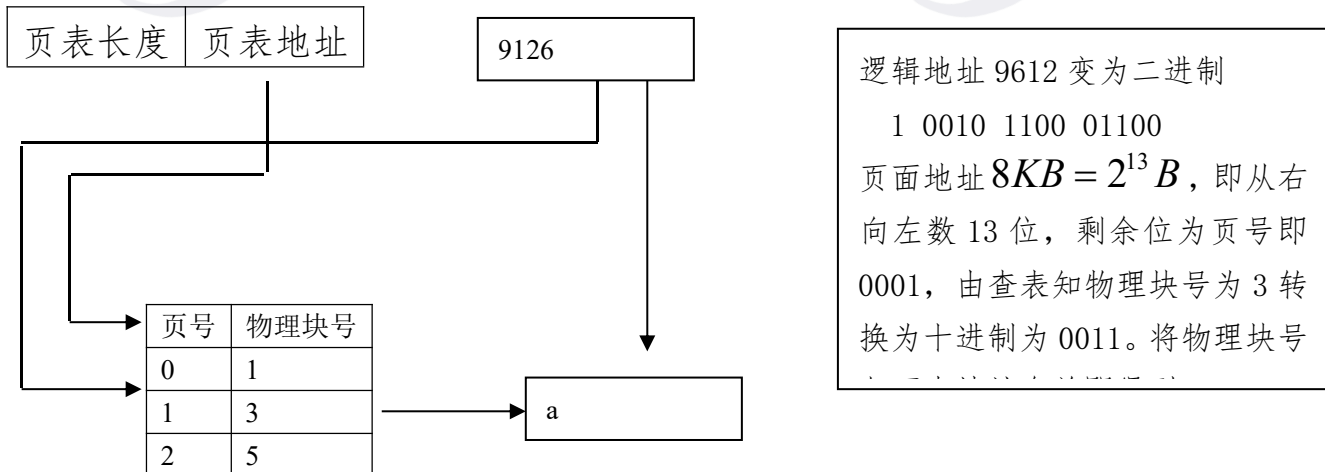 页表长度 页表地址
9126
逻辑地址 9612 变为二进制
1 0010 1100 01100
页面地址 8KB = 2^13 B，即从右
向左数 13 位，剩余位为页号即
0001，由查表知物理块号为 3 转
换为十进制为 0011。将物理块号
页号 物理块号
0 1
1 3
2 5
a